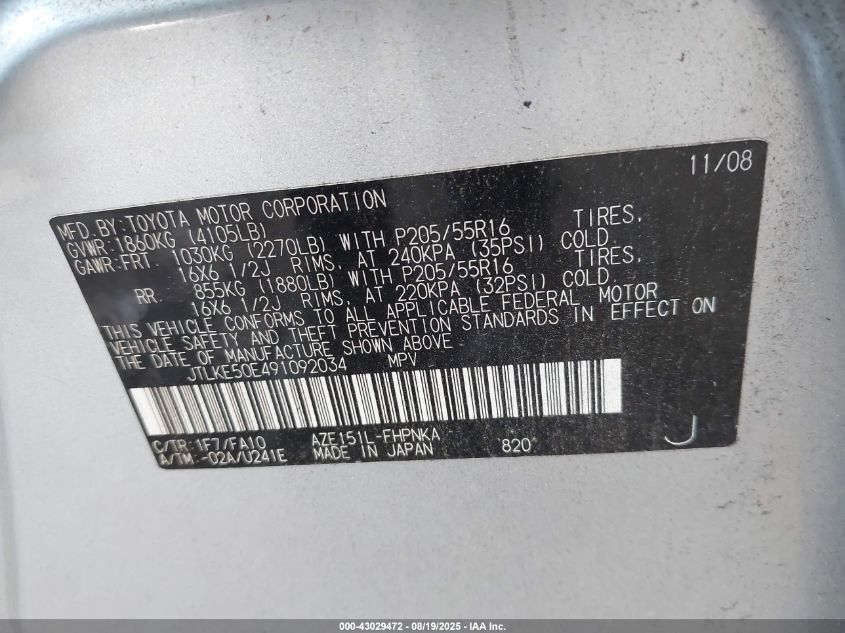 11/08
MFD. BY: TOYOTA MOTOR CORPORATION
GVWR: 1860KG (4105LB)
GAWR: FRT 1030KG (2270LB) WITH P205/55R16 TIRES,
16X6 1/2J RIMS, AT 240KPA (35PSI) COLD.
RR. 855KG (1880LB) WITH P205/55R16 TIRES,
16X6 1/2J RIMS, AT 220KPA (32PSI) COLD.
THIS VEHICLE CONFORMS TO ALL APPLICABLE FEDERAL MOTOR
VEHICLE SAFETY AND THEFT PREVENTION STANDARDS IN EFFECT ON
THE DATE OF MANUFACTURE SHOWN ABOVE
JTLKE50E491092034 MPV
C/TR: 1F7/FA10 AZE151L-FHPNKA
A/TM: -02A/U241E MADE IN JAPAN 820 J
000-43029472 - 08/19/2025 - IAA Inc.